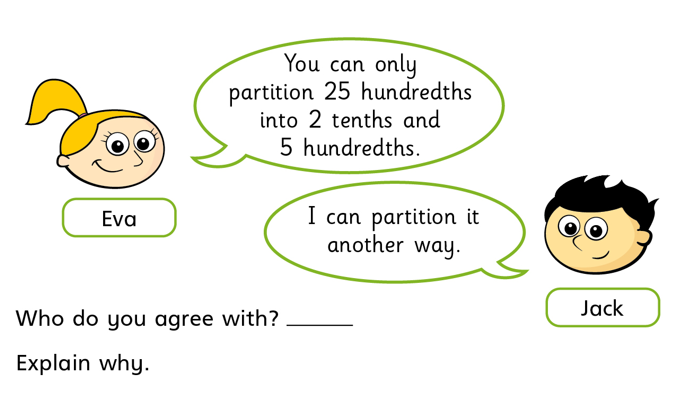 You can only
partition 25 hundredths
into 2 tenths and
5 hundredths.
Eva
I can partition it
another way.
Jack
Who do you agree with? ______
Explain why.